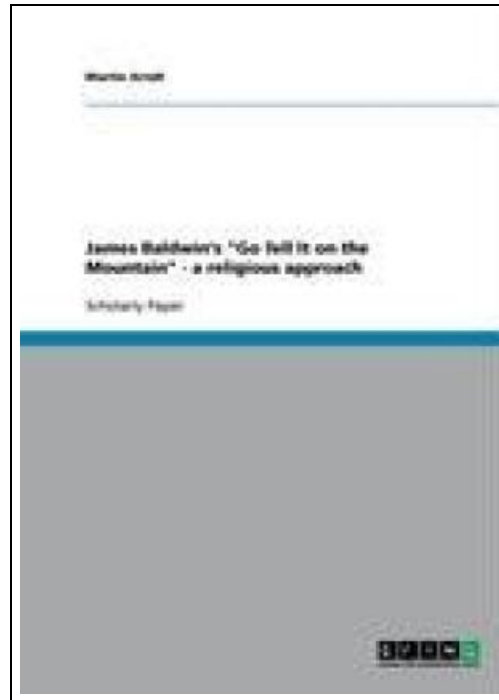 James Baldwin's "Go Tell It on the
Mountain" - a religious approach
Scholarly Paper